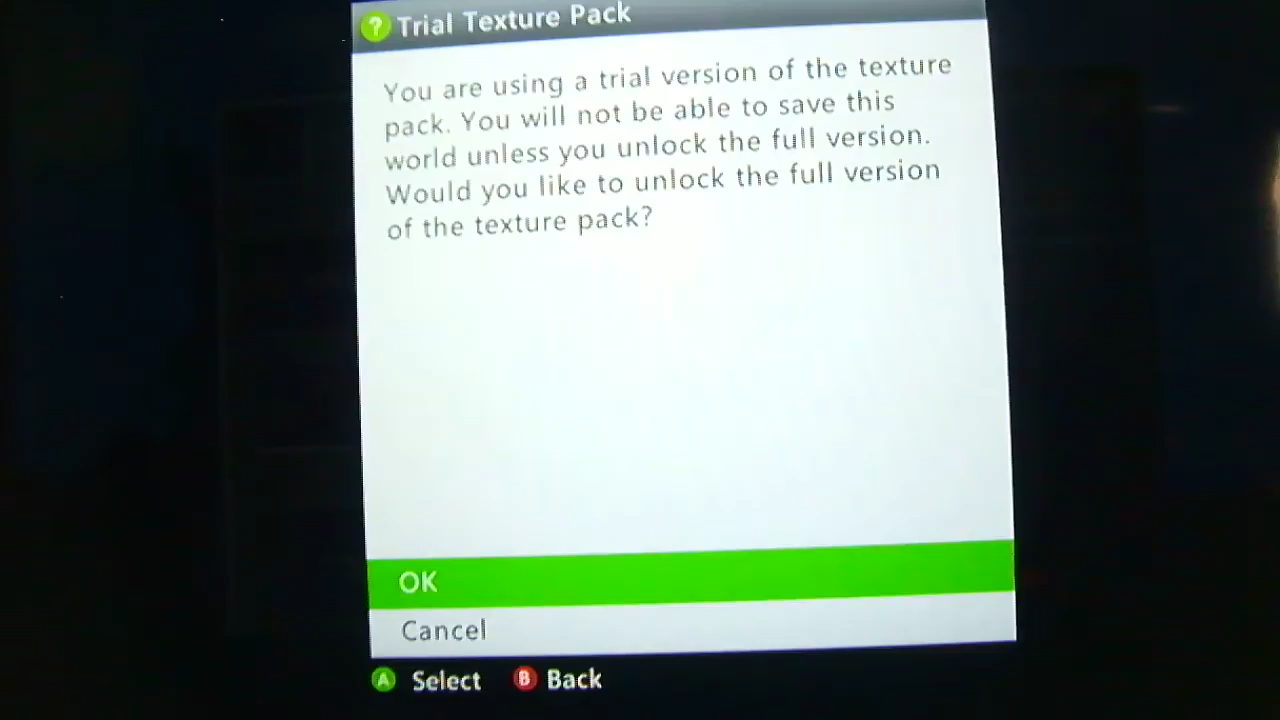 ? Trial Texture Pack
You are using a trial version of the texture
pack. You will not be able to save this
world unless you unlock the full version.
Would you like to unlock the full version
of the texture pack?
OK
Cancel
A Select B Back